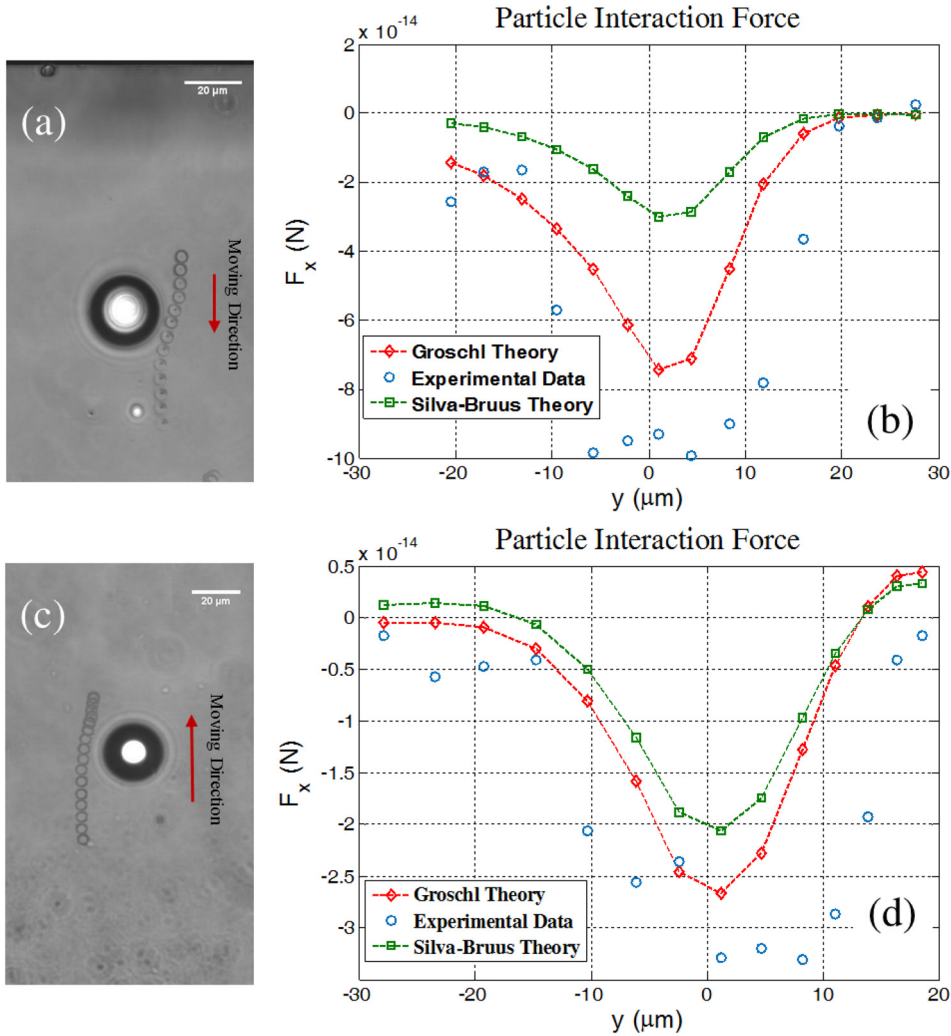 (a)
20 μm
Moving Direction
Particle Interaction Force
x 10^-14
2
0
-2
-4
-6
-8
-10
F_x (N)
Groschl Theory
Experimental Data
Silva-Bruus Theory
(b)
-30
-20
-10
0
10
20
30
y (μm)
(c)
20 μm
Moving Direction
Particle Interaction Force
x 10^-14
0.5
0
-0.5
-1
-1.5
-2
-2.5
-3
F_x (N)
Groschl Theory
Experimental Data
Silva-Bruus Theory
(d)
-30
-20
-10
0
10
20
y (μm)